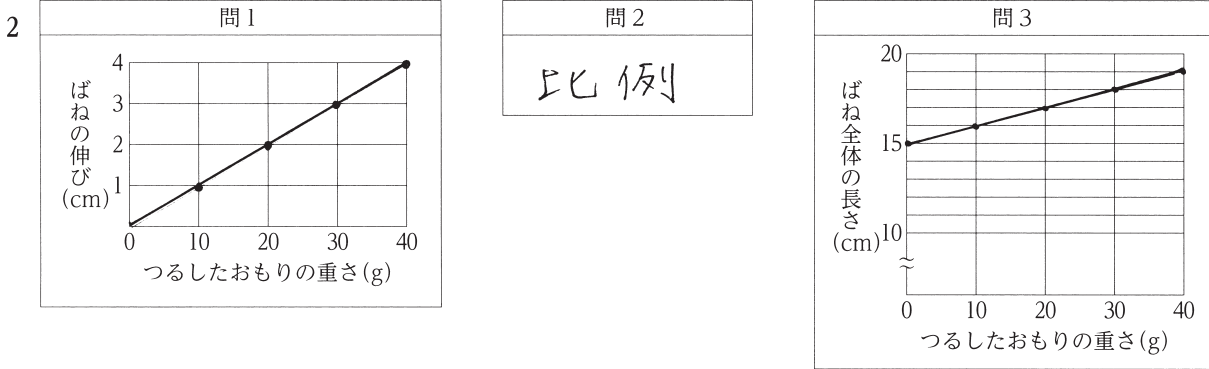 2
問1
4
3
2
1
ばねの伸び
(cm)
0 10 20 30 40
つるしたおもりの重さ(g)
問2
比例
問3
20
15
10
ばね全体の長さ
(cm)
0 10 20 30 40
つるしたおもりの重さ(g)